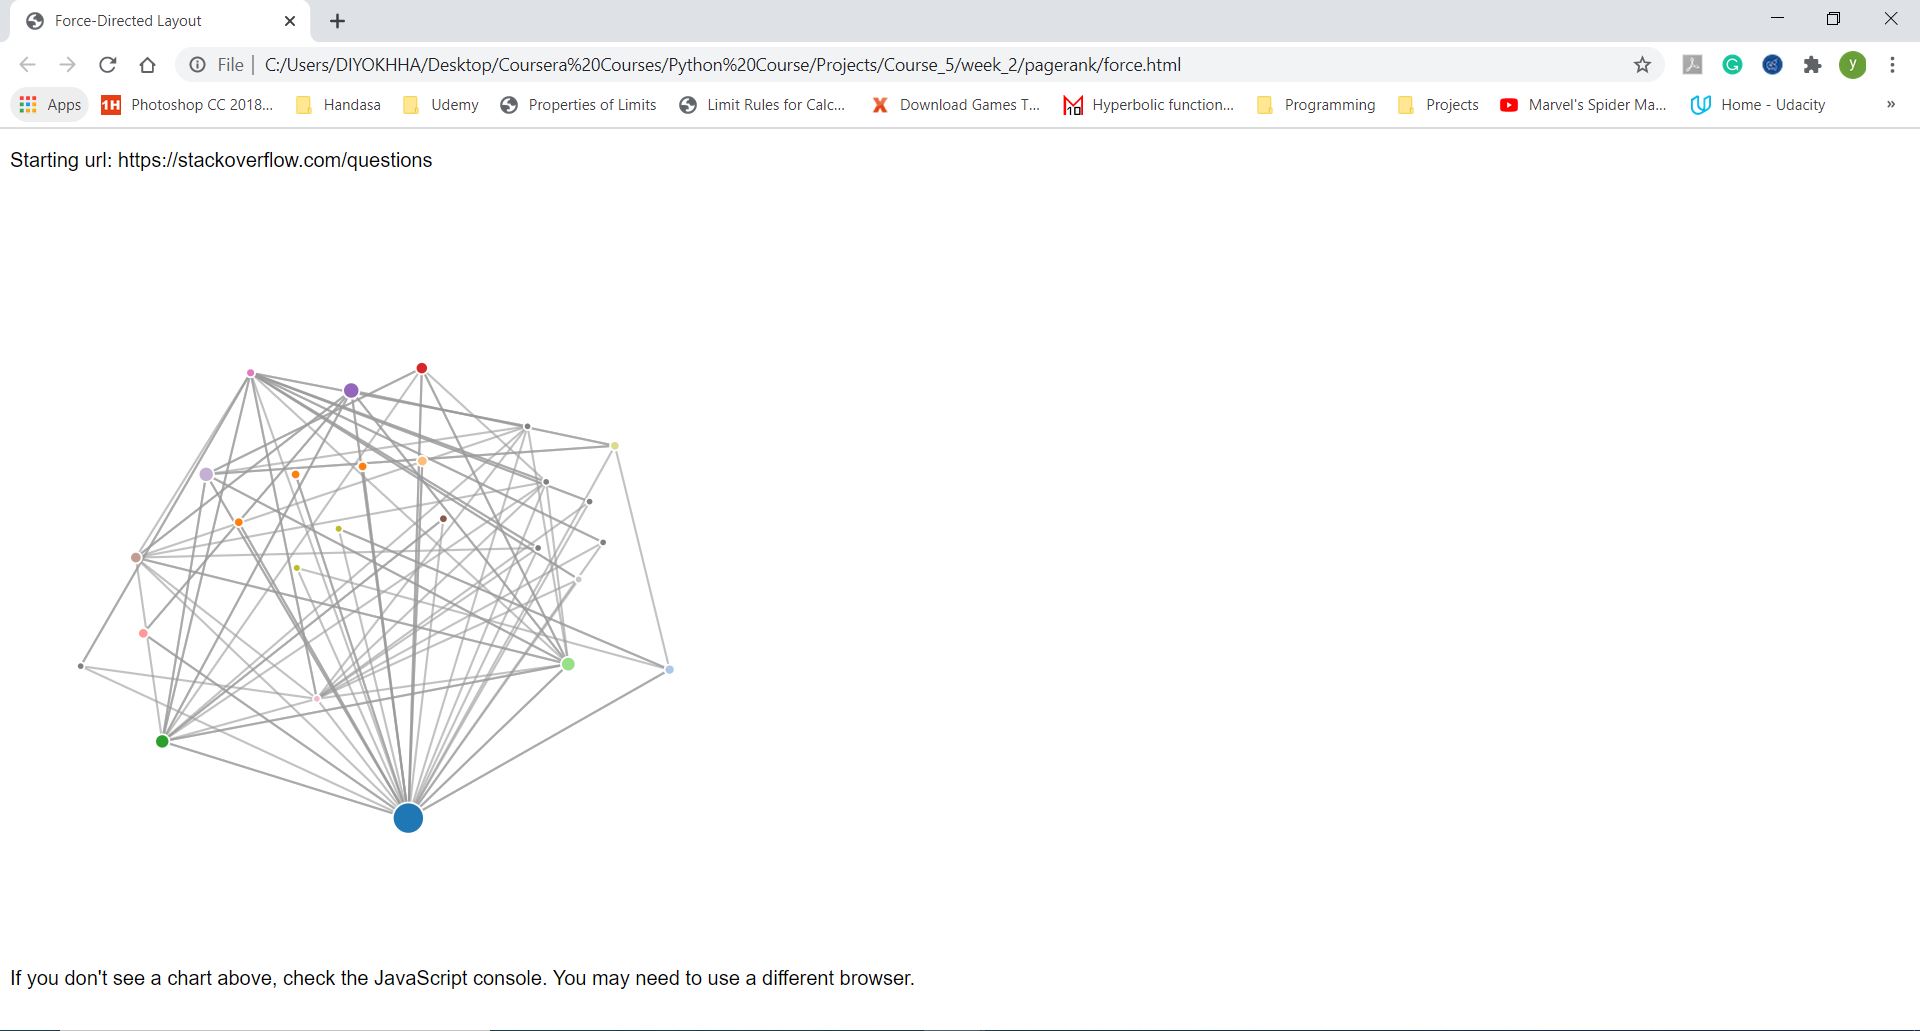 Force-Directed Layout
File C:/Users/DIYOKHHA/Desktop/Coursera%20Courses/Python%20Course/Projects/Course_5/week_2/pagerank/force.html
y
Apps 1H Photoshop CC 2018... Handasa Udemy Properties of Limits Limit Rules for Calc... X Download Games T... 10 Hyperbolic function... Programming Projects Marvel's Spider Ma... Home - Udacity »
Starting url: https://stackoverflow.com/questions
If you don't see a chart above, check the JavaScript console. You may need to use a different browser.